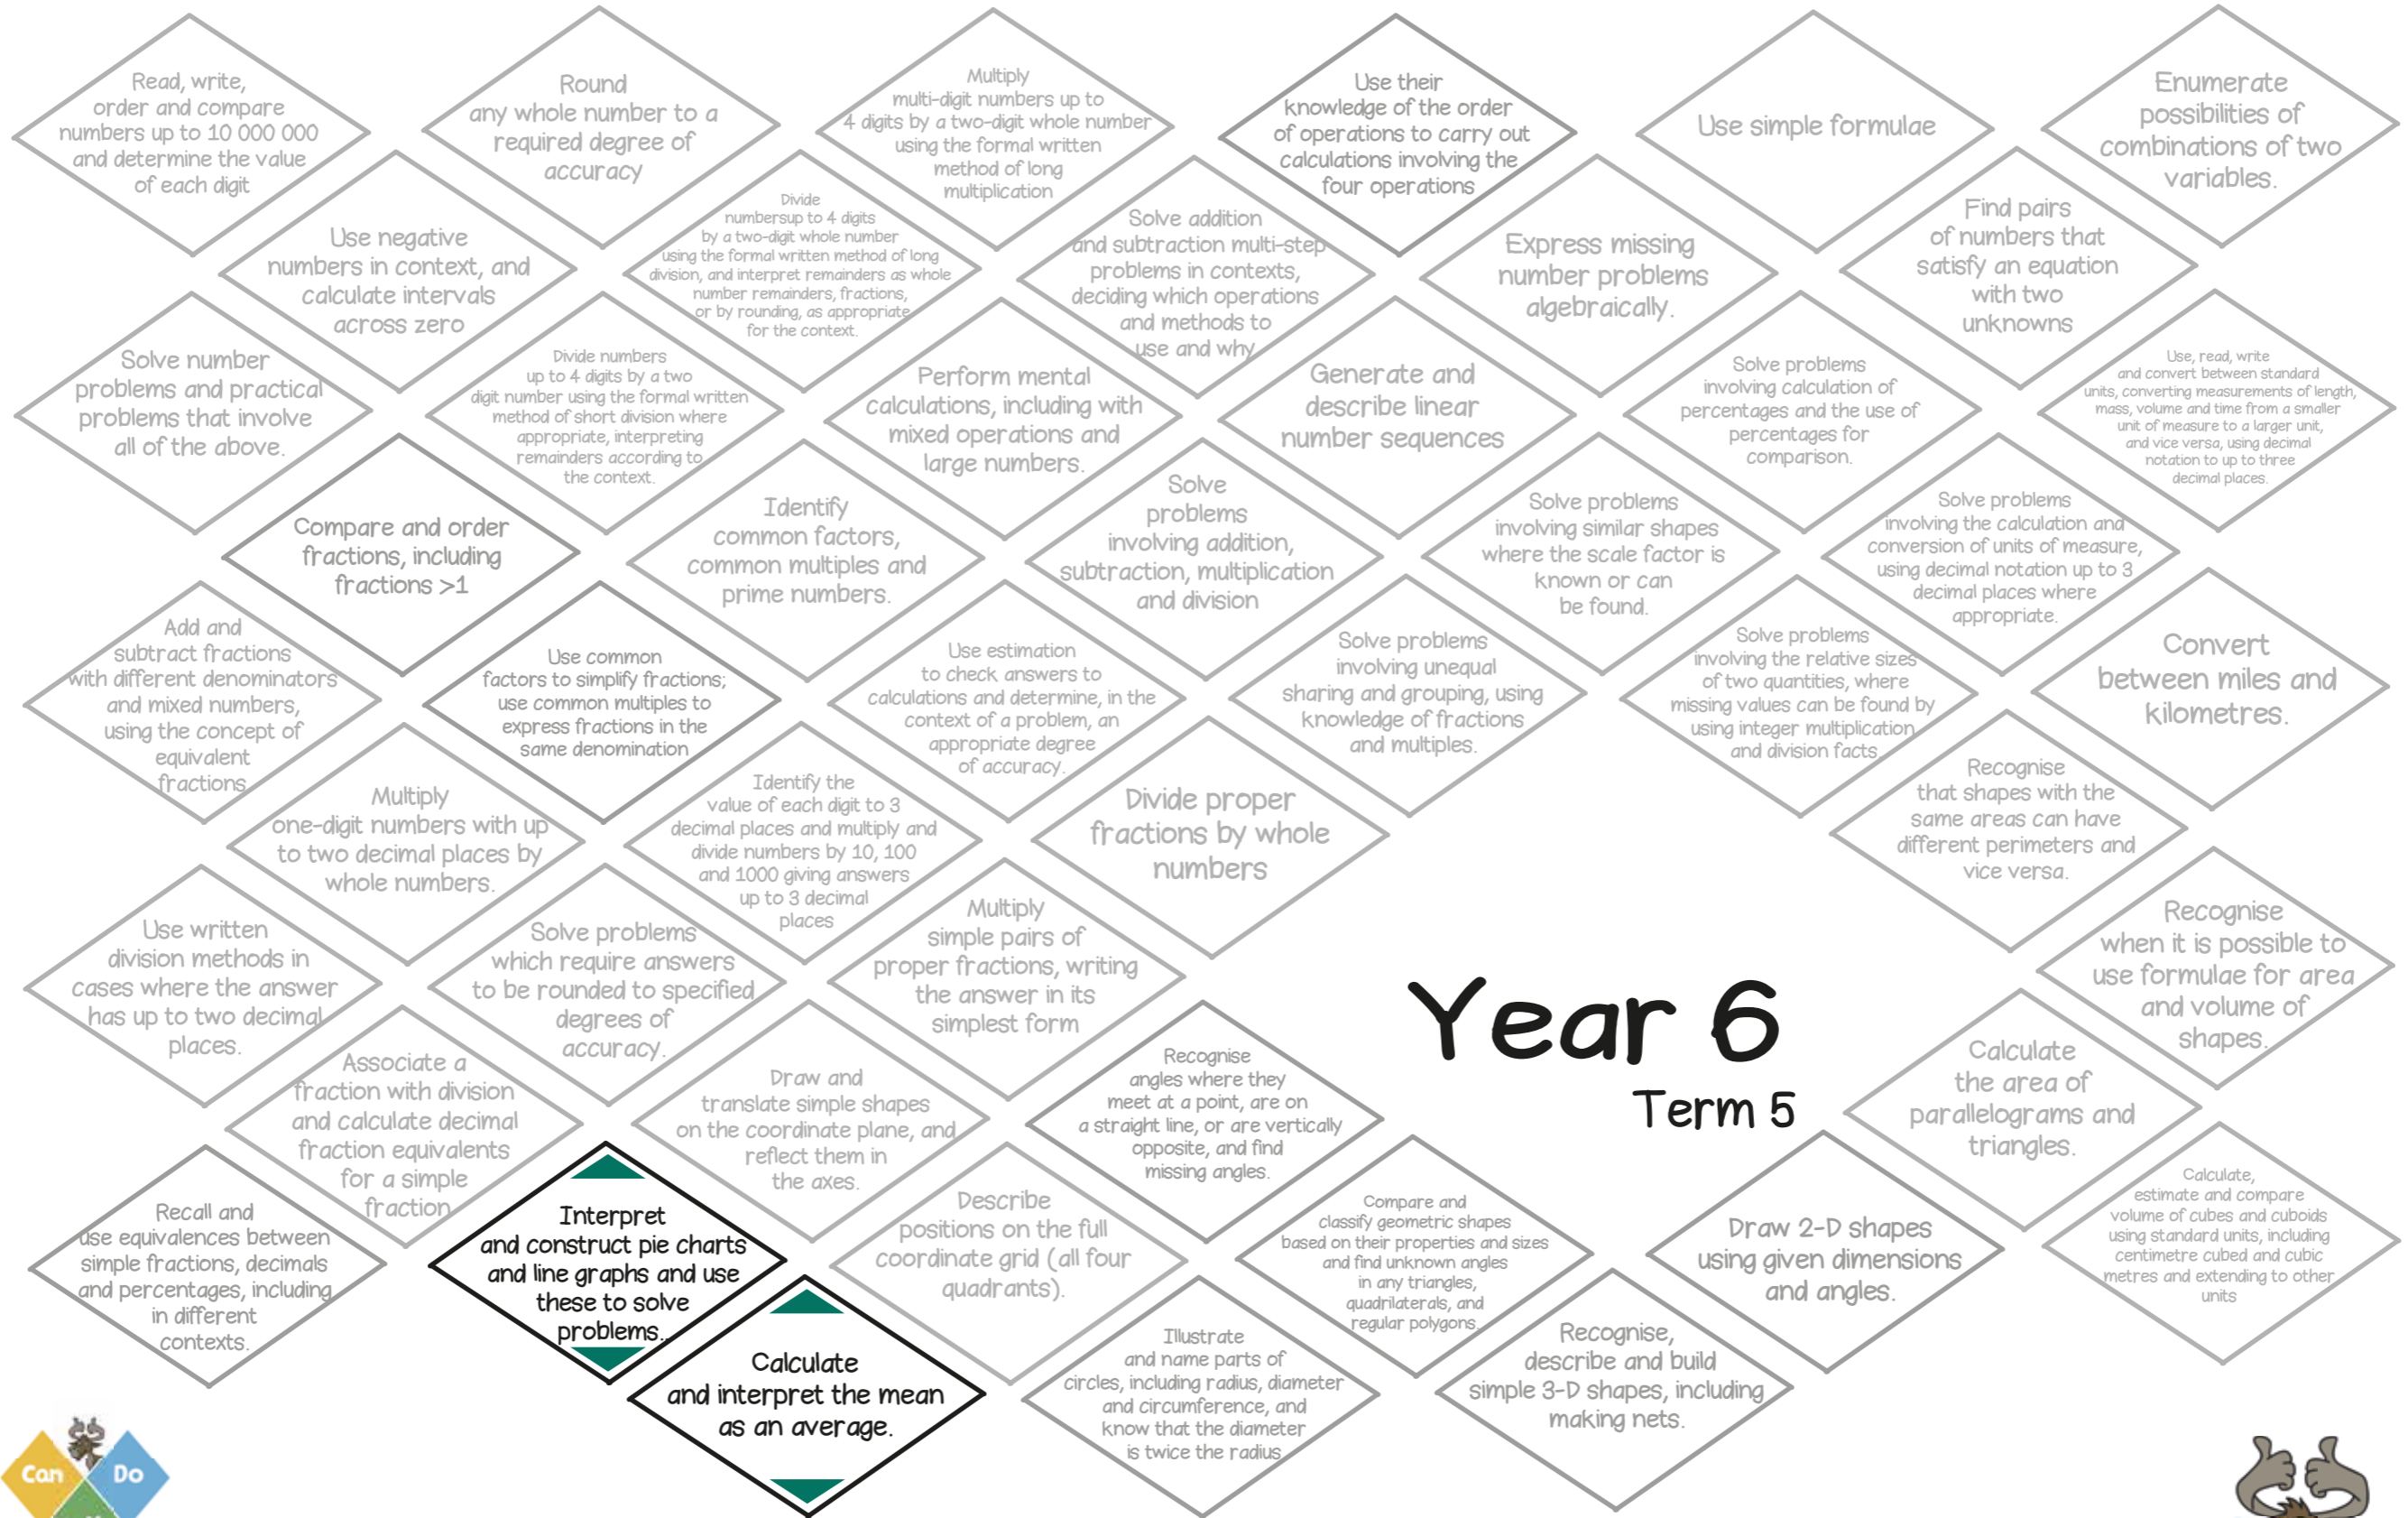 Read, write,
order and compare
numbers up to 10 000 000
and determine the value
of each digit
Round
any whole number to a
required degree of
accuracy
Multiply
multi-digit numbers up to
4 digits by a two-digit whole number
using the formal written
method of long
multiplication
Use their
knowledge of the order
of operations to carry out
calculations involving the
four operations
Use simple formulae
Enumerate
possibilities of
combinations of two
variables.
Use negative
numbers in context, and
calculate intervals
across zero
Divide
numbersup to 4 digits
by a two-digit whole number
using the formal written method of long
division, and interpret remainders as whole
number remainders, fractions,
or by rounding, as appropriate
for the context.
Solve addition
and subtraction multi-step
problems in contexts,
deciding which operations
and methods to
use and why
Express missing
number problems
algebraically.
Find pairs
of numbers that
satisfy an equation
with two
unknowns
Solve number
problems and practical
problems that involve
all of the above.
Divide numbers
up to 4 digits by a two
digit number using the formal written
method of short division where
appropriate, interpreting
remainders according to
the context.
Perform mental
calculations, including with
mixed operations and
large numbers.
Generate and
describe linear
number sequences
Solve problems
involving calculation of
percentages and the use of
percentages for
comparison.
Use, read, write
and convert between standard
units, converting measurements of length,
mass, volume and time from a smaller
unit of measure to a larger unit,
and vice versa, using decimal
notation to up to three
decimal places.
Compare and order
fractions, including
fractions >1
Identify
common factors,
common multiples and
prime numbers.
Solve
problems
involving addition,
subtraction, multiplication
and division
Solve problems
involving similar shapes
where the scale factor is
known or can
be found.
Solve problems
involving the calculation and
conversion of units of measure,
using decimal notation up to 3
decimal places where
appropriate.
Add and
subtract fractions
with different denominators
and mixed numbers,
using the concept of
equivalent
fractions
Use common
factors to simplify fractions;
use common multiples to
express fractions in the
same denomination
Use estimation
to check answers to
calculations and determine, in the
context of a problem, an
appropriate degree
of accuracy.
Solve problems
involving unequal
sharing and grouping, using
knowledge of fractions
and multiples.
Solve problems
involving the relative sizes
of two quantities, where
missing values can be found by
using integer multiplication
and division facts
Convert
between miles and
kilometres.
Multiply
one-digit numbers with up
to two decimal places by
whole numbers.
Identify the
value of each digit to 3
decimal places and multiply and
divide numbers by 10, 100
and 1000 giving answers
up to 3 decimal
places
Divide proper
fractions by whole
numbers
Recognise
that shapes with the
same areas can have
different perimeters and
vice versa.
Use written
division methods in
cases where the answer
has up to two decimal
places.
Solve problems
which require answers
to be rounded to specified
degrees of
accuracy.
Multiply
simple pairs of
proper fractions, writing
the answer in its
simplest form
Year 6
Term 5
Recognise
when it is possible to
use formulae for area
and volume of
shapes.
Associate a
fraction with division
and calculate decimal
fraction equivalents
for a simple
fraction
Draw and
translate simple shapes
on the coordinate plane, and
reflect them in
the axes.
Recognise
angles where they
meet at a point, are on
a straight line, or are vertically
opposite, and find
missing angles.
Calculate
the area of
parallelograms and
triangles.
Recall and
use equivalences between
simple fractions, decimals
and percentages, including
in different
contexts.
Interpret
and construct pie charts
and line graphs and use
these to solve
problems..
Describe
positions on the full
coordinate grid (all four
quadrants).
Compare and
classify geometric shapes
based on their properties and sizes
and find unknown angles
in any triangles,
quadrilaterals, and
regular polygons
Draw 2-D shapes
using given dimensions
and angles.
Calculate,
estimate and compare
volume of cubes and cuboids
using standard units, including
centimetre cubed and cubic
metres and extending to other
units
Calculate
and interpret the mean
as an average.
Illustrate
and name parts of
circles, including radius, diameter
and circumference, and
know that the diameter
is twice the radius
Recognise,
describe and build
simple 3-D shapes, including
making nets.
Can Do